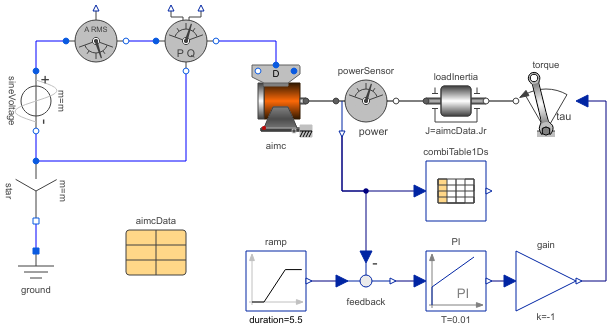 A RMS
P Q
sineVoltage
+
-
m=m
D
aimc
powerSensor
power
loadInertia
J=aimcData.Jr
torque
tau
combiTable1Ds
star
m=m
ground
aimcData
ramp
duration=5.5
-
feedback
PI
PI
T=0.01
gain
k=-1